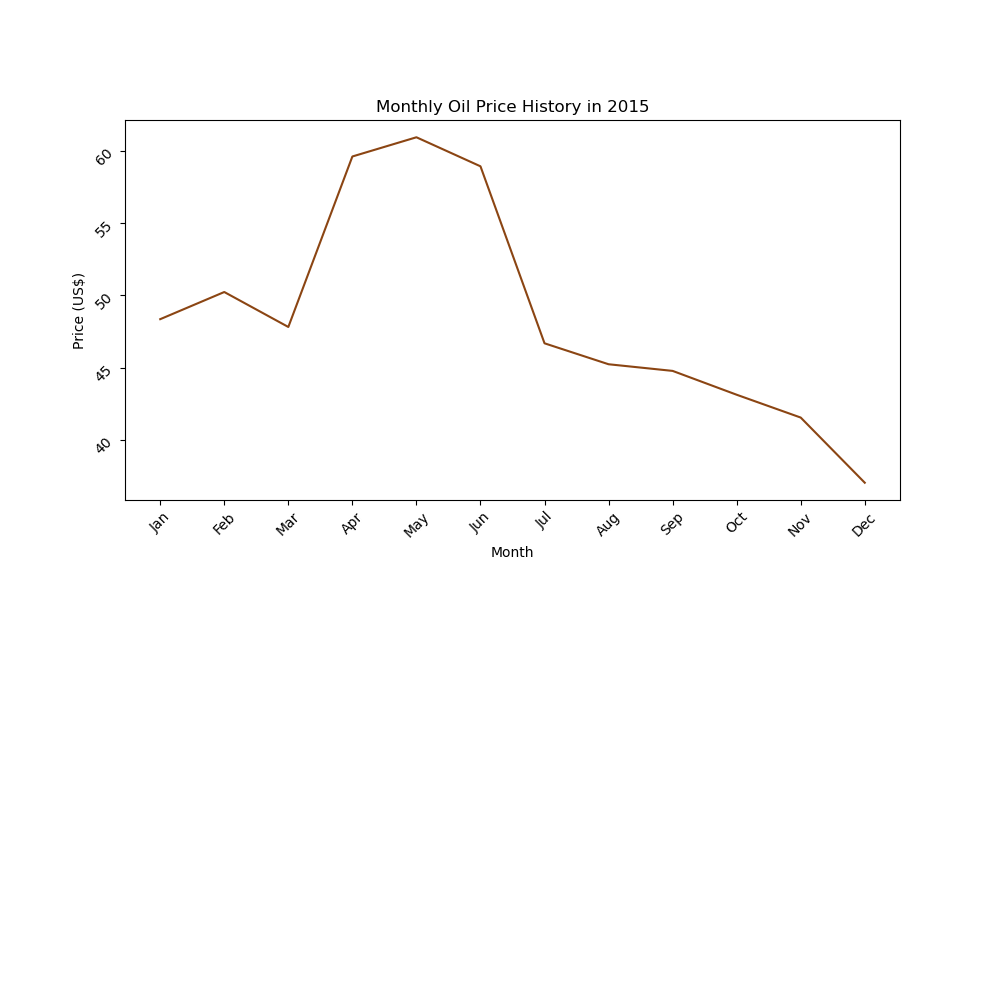 Monthly Oil Price History in 2015
Price (US$)
60
55
50
45
40
Jan Feb Mar Apr May Jun Jul Aug Sep Oct Nov Dec
Month